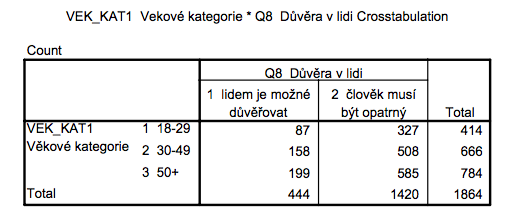 VEK_KAT1 Vekové kategorie * Q8 Důvěra v lidi Crosstabulation
Count
Q8 Důvěra v lidi
1 lidem je možné důvěřovat 2 člověk musí být opatrný Total
VEK_KAT1 Věkové kategorie 1 18-29 87 327 414
2 30-49 158 508 666
3 50+ 199 585 784
Total 444 1420 1864